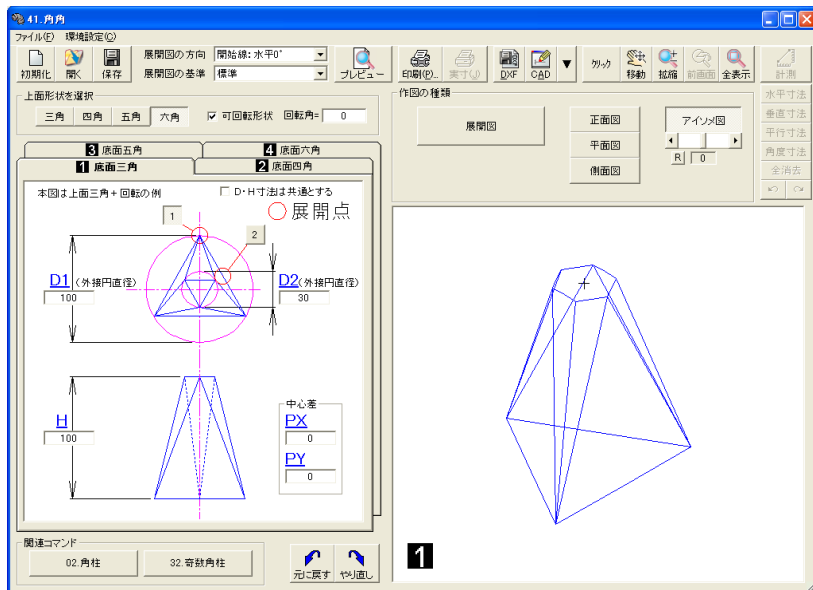 41.角角
ファイル(F) 環境設定(C)
初期化 開く 保存
展開図の方向 開始線:水平0°
展開図の基準 標準
プレビュー 印刷(P).. 実寸(J) DXF CAD ▼ クリック 移動 拡縮 前画面 全表示 計測
上面形状を選択
三角 四角 五角 六角 可回転形状 回転角= 0
作図の種類
展開図 正面図 平面図 側面図 アイソメ図
R 0
水平寸法
垂直寸法
平行寸法
角度寸法
全消去
3 底面五角 4 底面六角
1 底面三角 2 底面四角
本図は上面三角+回転の例 D・H寸法は共通とする
展開点
1
2
D1(外接円直径)
100
D2(外接円直径)
30
H
100
中心差
PX
0
PY
0
関連コマンド
02.角柱 32.奇数角柱
元に戻す やり直し
1